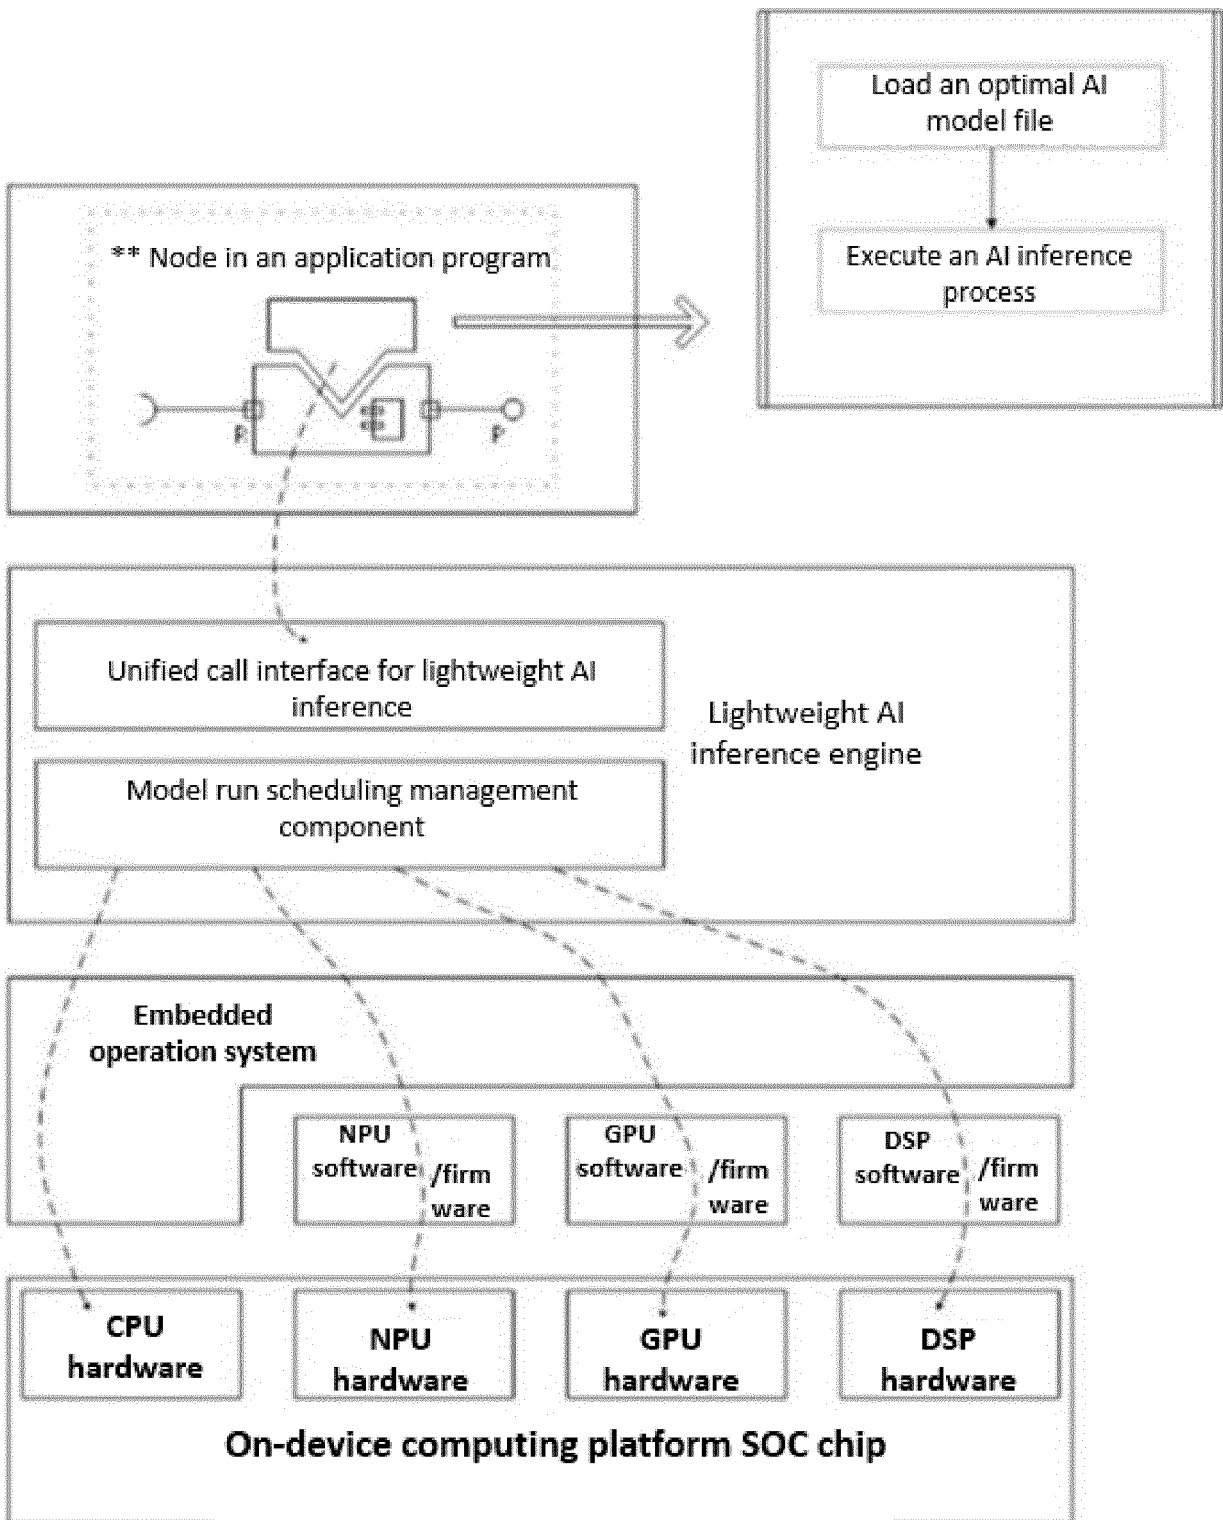 Load an optimal AI
model file
Execute an AI inference
process
** Node in an application program
R
P
Unified call interface for lightweight AI
inference
Lightweight AI
inference engine
Model run scheduling management
component
Embedded
operation system
NPU
software
/firm
ware
GPU
software
/firm
ware
DSP
software
/firm
ware
CPU
hardware
NPU
hardware
GPU
hardware
DSP
hardware
On-device computing platform SOC chip